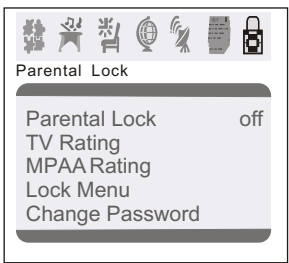 Parental Lock
Parental Lock off
TV Rating
MPAA Rating
Lock Menu
Change Password